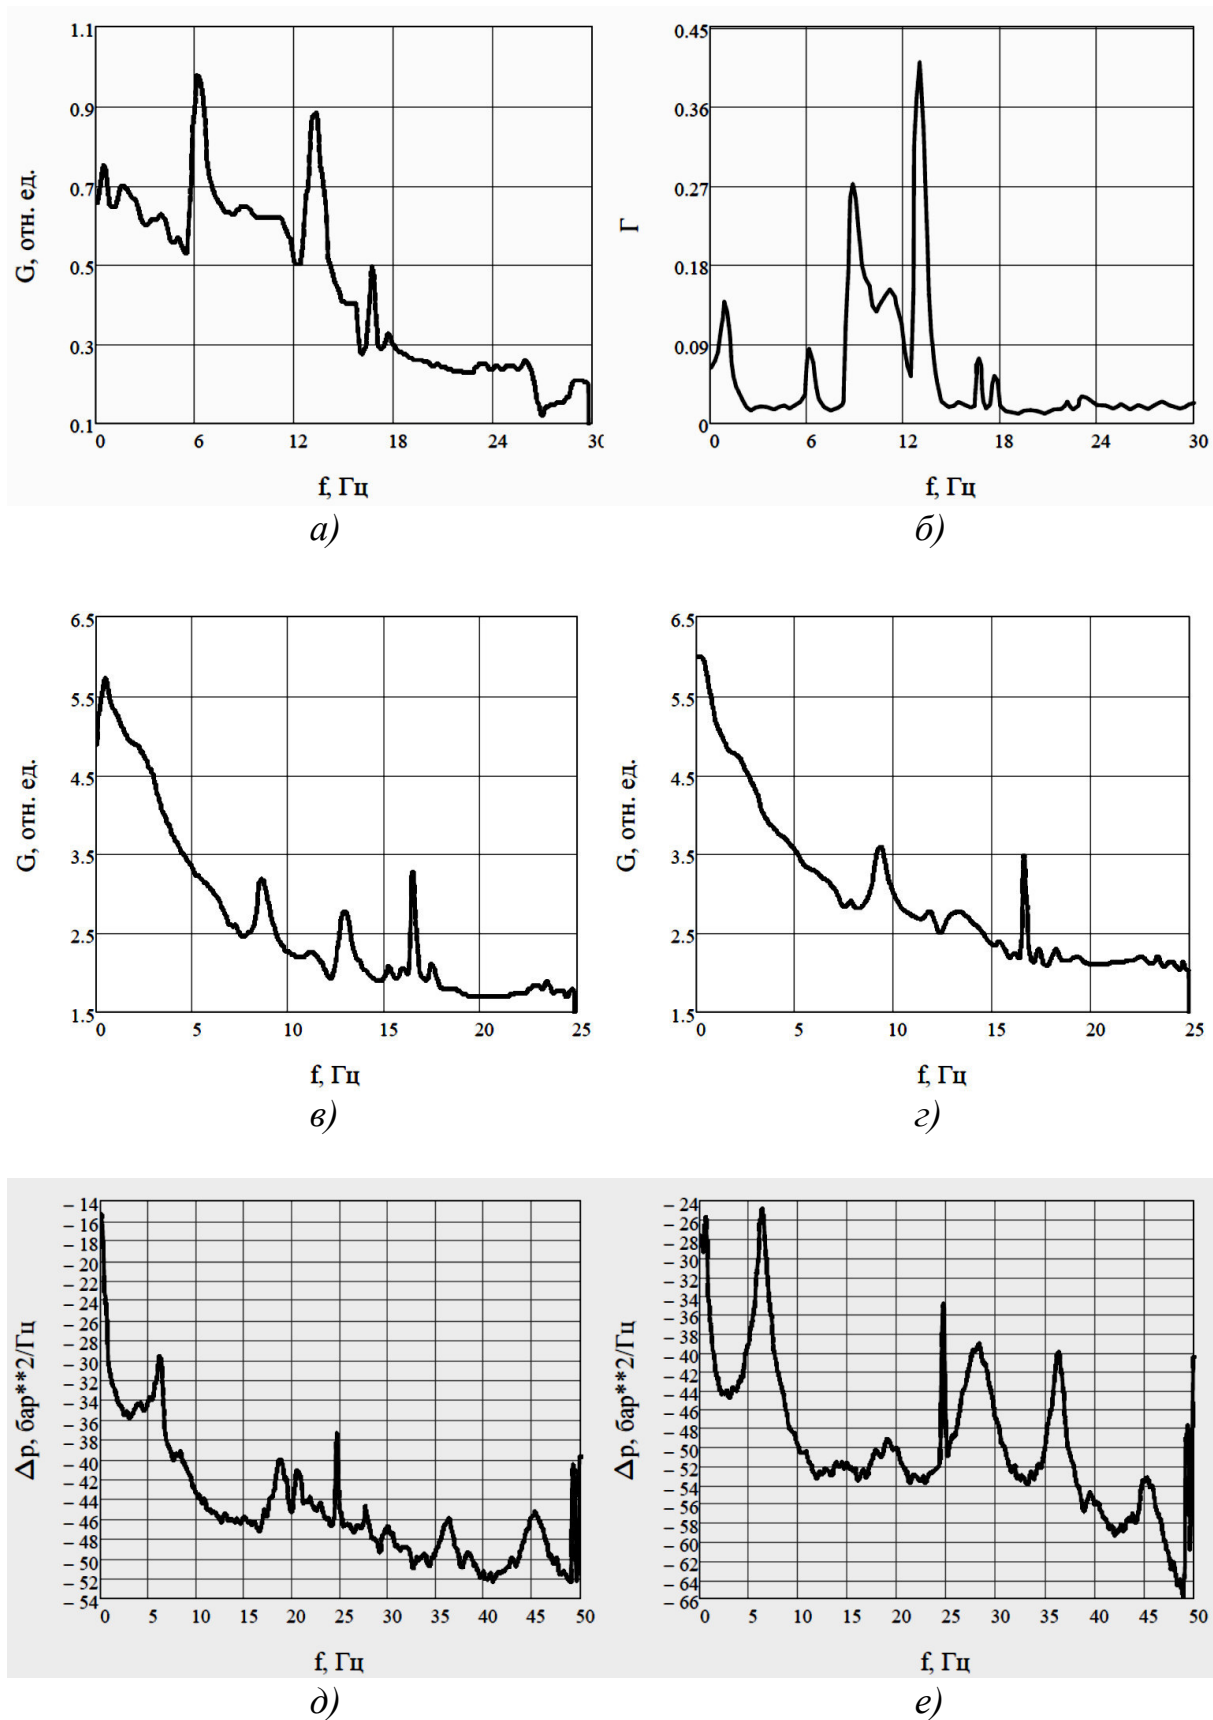 1.1
0.9
0.7
0.5
0.3
0.1
G, отн. ед.
0 6 12 18 24 30
f, Гц
а)
0.45
0.36
0.27
0.18
0.09
0
Г
0 6 12 18 24 30
f, Гц
б)
6.5
5.5
4.5
3.5
2.5
1.5
G, отн. ед.
0 5 10 15 20 25
f, Гц
в)
6.5
5.5
4.5
3.5
2.5
1.5
G, отн. ед.
0 5 10 15 20 25
f, Гц
г)
– 14
– 16
– 18
– 20
– 22
– 24
– 26
– 28
– 30
– 32
– 34
– 36
– 38
– 40
– 42
– 44
– 46
– 48
– 50
– 52
– 54
Δp, бар**2/Гц
0 5 10 15 20 25 30 35 40 45 50
f, Гц
д)
– 24
– 26
– 28
– 30
– 32
– 34
– 36
– 38
– 40
– 42
– 44
– 46
– 48
– 50
– 52
– 54
– 56
– 58
– 60
– 62
– 64
– 66
Δp, бар**2/Гц
0 5 10 15 20 25 30 35 40 45 50
f, Гц
е)